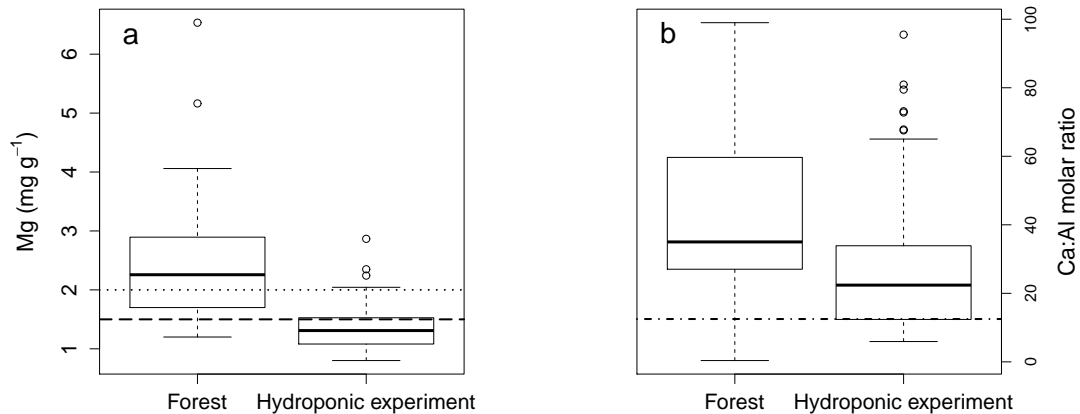 a
Mg (mg g⁻¹)
6
5
4
3
2
1
Forest
Hydroponic experiment
b
Ca:Al molar ratio
100
80
60
40
20
0
Forest
Hydroponic experiment